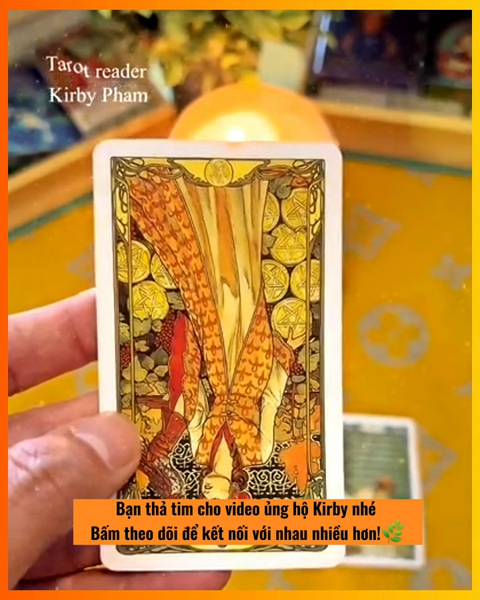 Tarot reader
Kirby Pham
Bạn thả tim cho video ủng hộ Kirby nhé
Bấm theo dõi để kết nối với nhau nhiều hơn!🌿